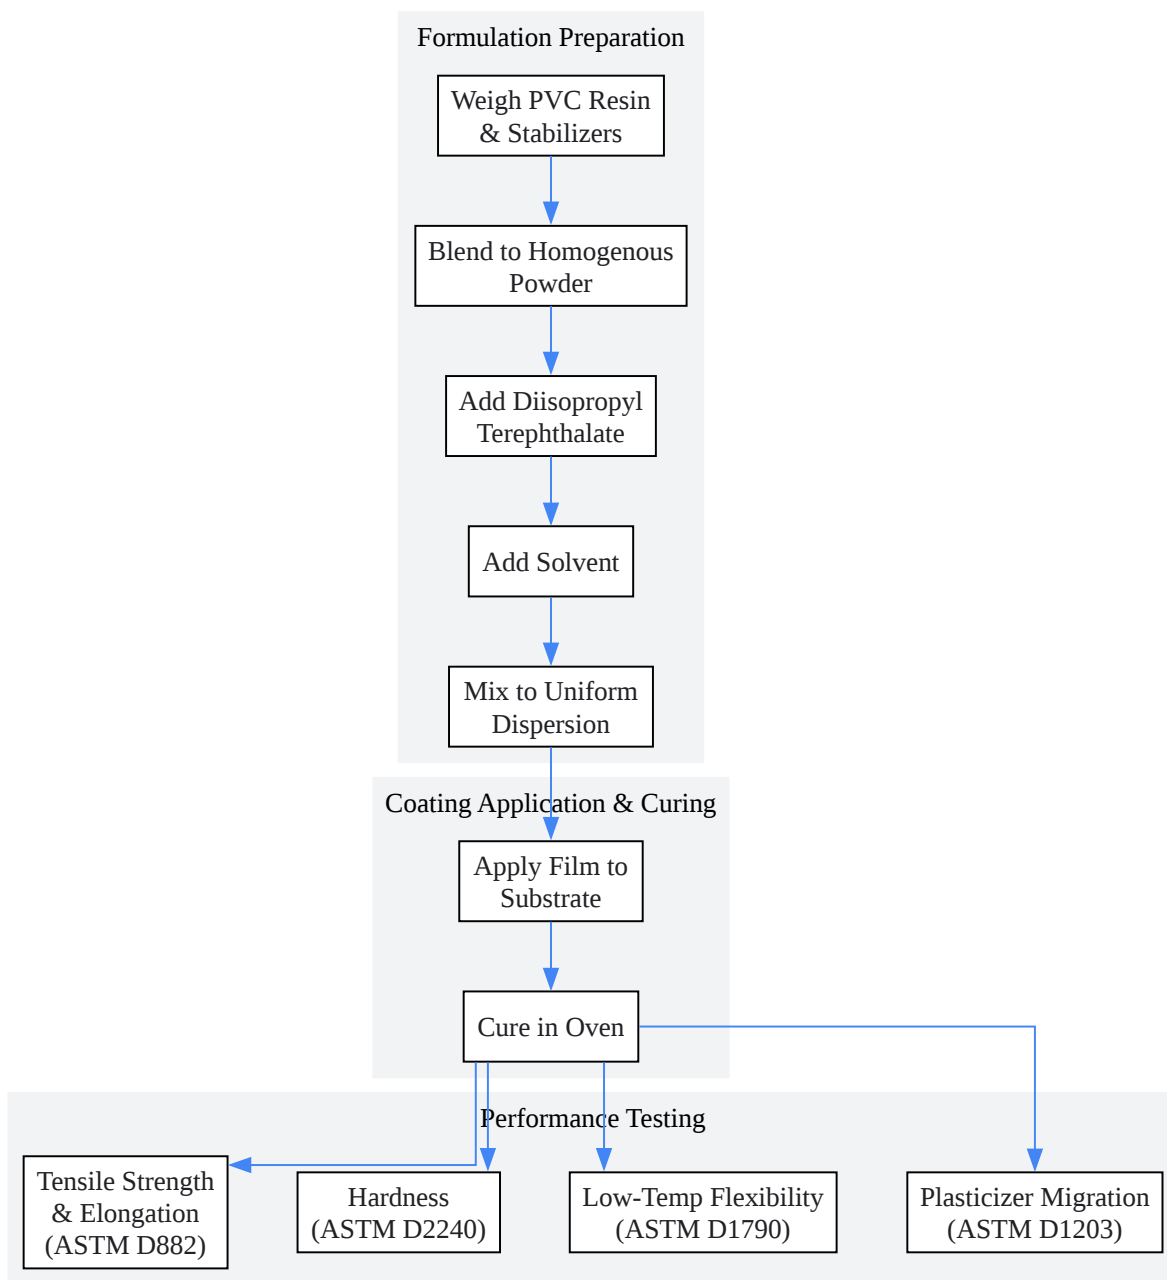 Formulation Preparation
Weigh PVC Resin
& Stabilizers
Blend to Homogenous
Powder
Add Diisopropyl
Terephthalate
Add Solvent
Mix to Uniform
Dispersion
Coating Application & Curing
Apply Film to
Substrate
Cure in Oven
Performance Testing
Tensile Strength
& Elongation
(ASTM D882)
Hardness
(ASTM D2240)
Low-Temp Flexibility
(ASTM D1790)
Plasticizer Migration
(ASTM D1203)